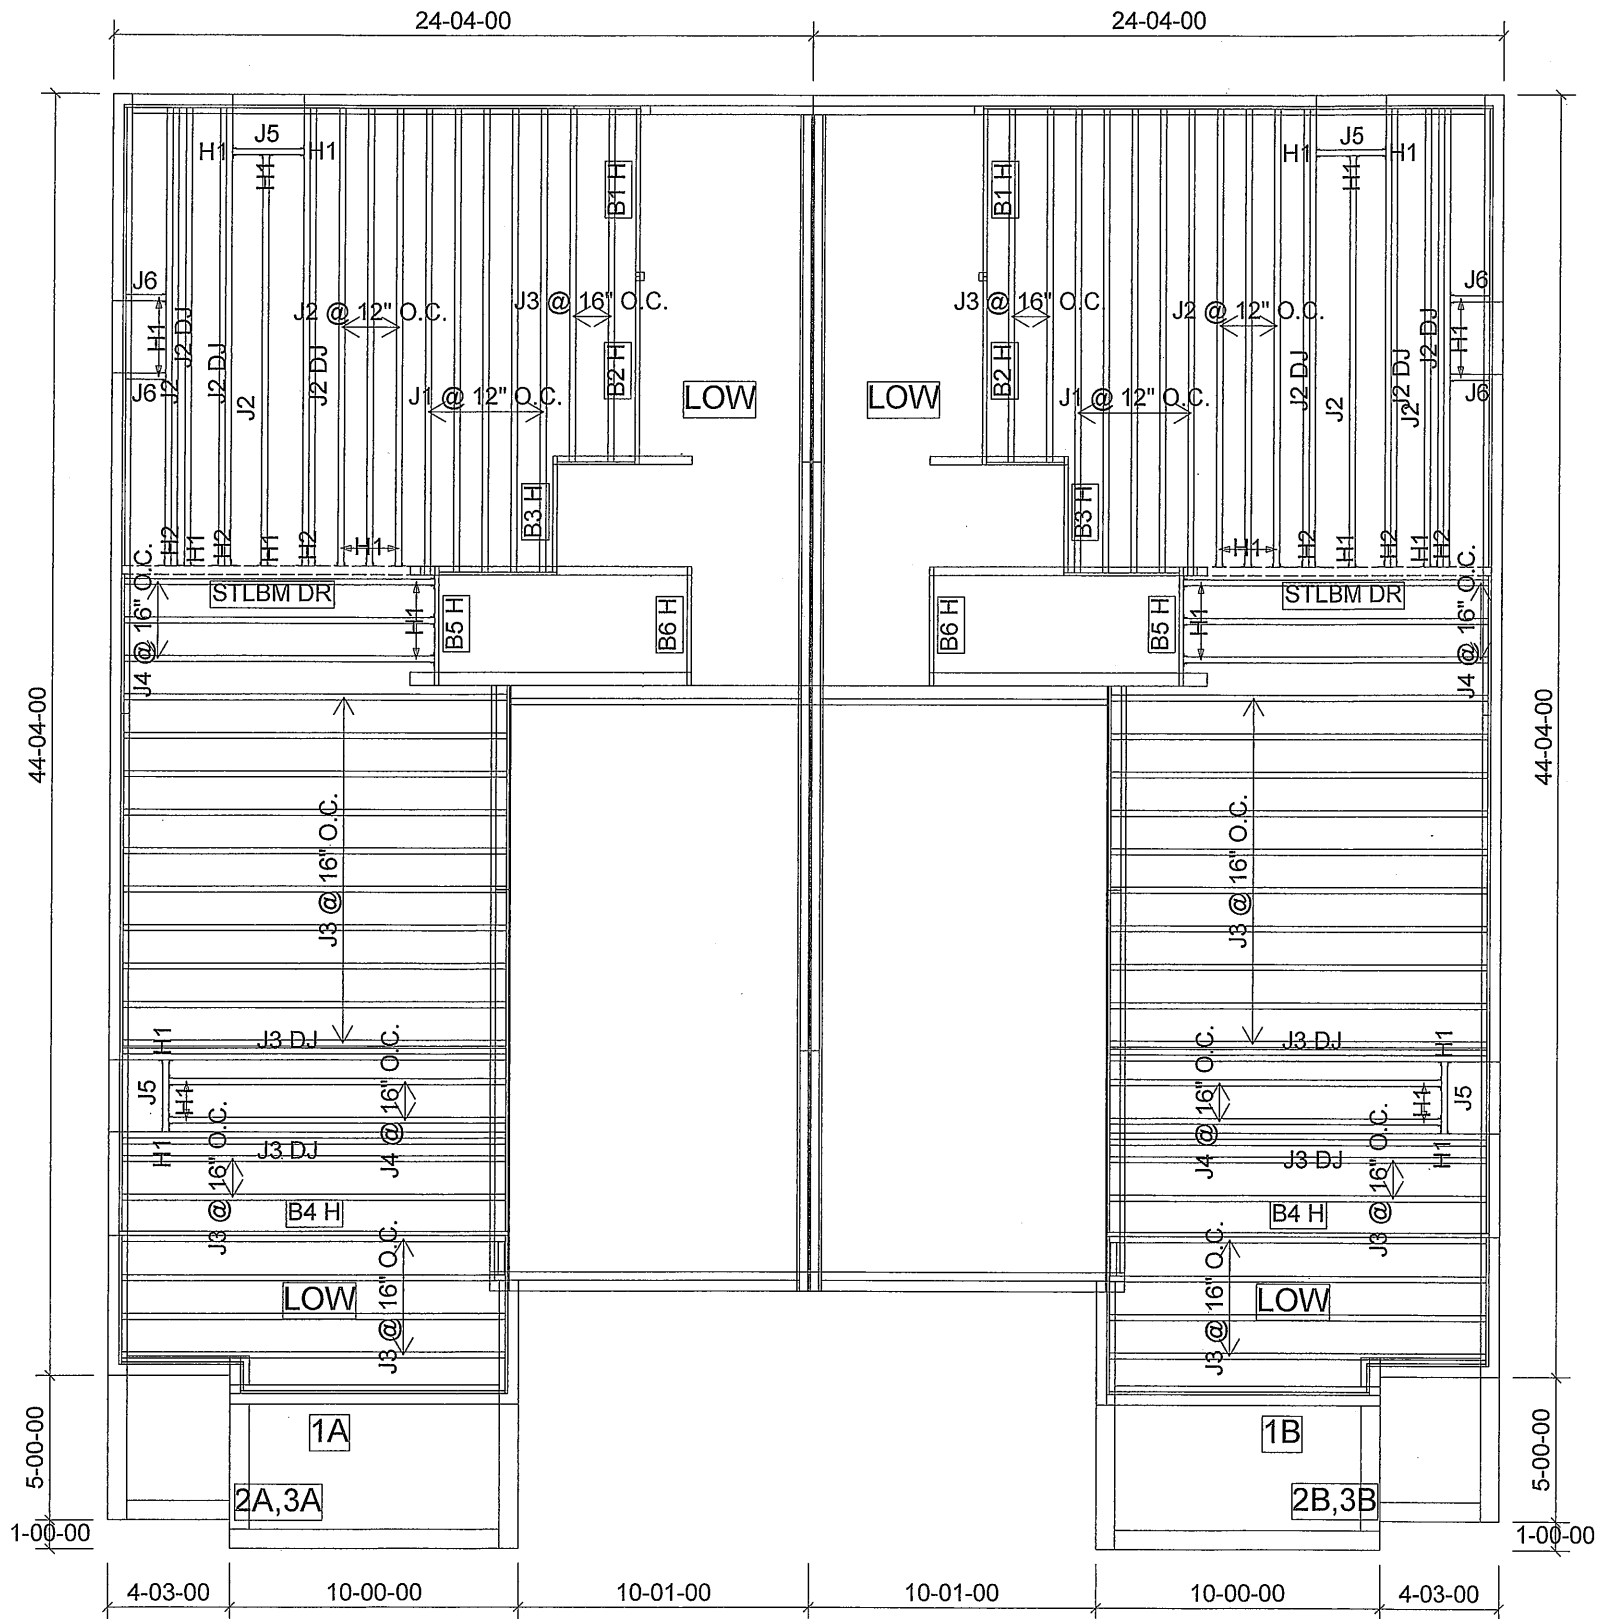 24-04-00 24-04-00
J5 J5
H1 H1 H1 H1
H1 H1
B1 H B1 H
J6 J6
J2 @ 12" O.C. J3 @ 16" O.C. J3 @ 16" O.C. J2 @ 12" O.C.
H1 H1
J2 DJ J2 DJ
J2 J2 DJ J2 DJ J2 DJ J2 DJ
B2 H B2 H
J6 J6
J2 J1 @ 12" O.C. LOW LOW J1 @ 12" O.C. J2 J2
B3 H B3 H
H2 H1 H2 H1 H2 H1 H1 H2 H1 H2 H1 H2
STLBM DR STLBM DR
J4 @ 16" O.C. H1 B5 H B6 H B6 H B5 H H1 J4 @ 16" O.C.
44-04-00 44-04-00
J3 @ 16" O.C. J3 @ 16" O.C.
H1 J3 DJ J3 DJ H1
J5 H1 J4 @ 16" O.C. J4 @ 16" O.C. H1 J5
H1 J3 DJ J3 DJ H1
J3 @ 16" O.C. J3 @ 16" O.C.
B4 H B4 H
LOW J3 @ 16" O.C. J3 @ 16" O.C. LOW
1A 1B
5-00-00 5-00-00
2A,3A 2B,3B
1-00-00 1-00-00
4-03-00 10-00-00 10-01-00 10-01-00 10-00-00 4-03-00